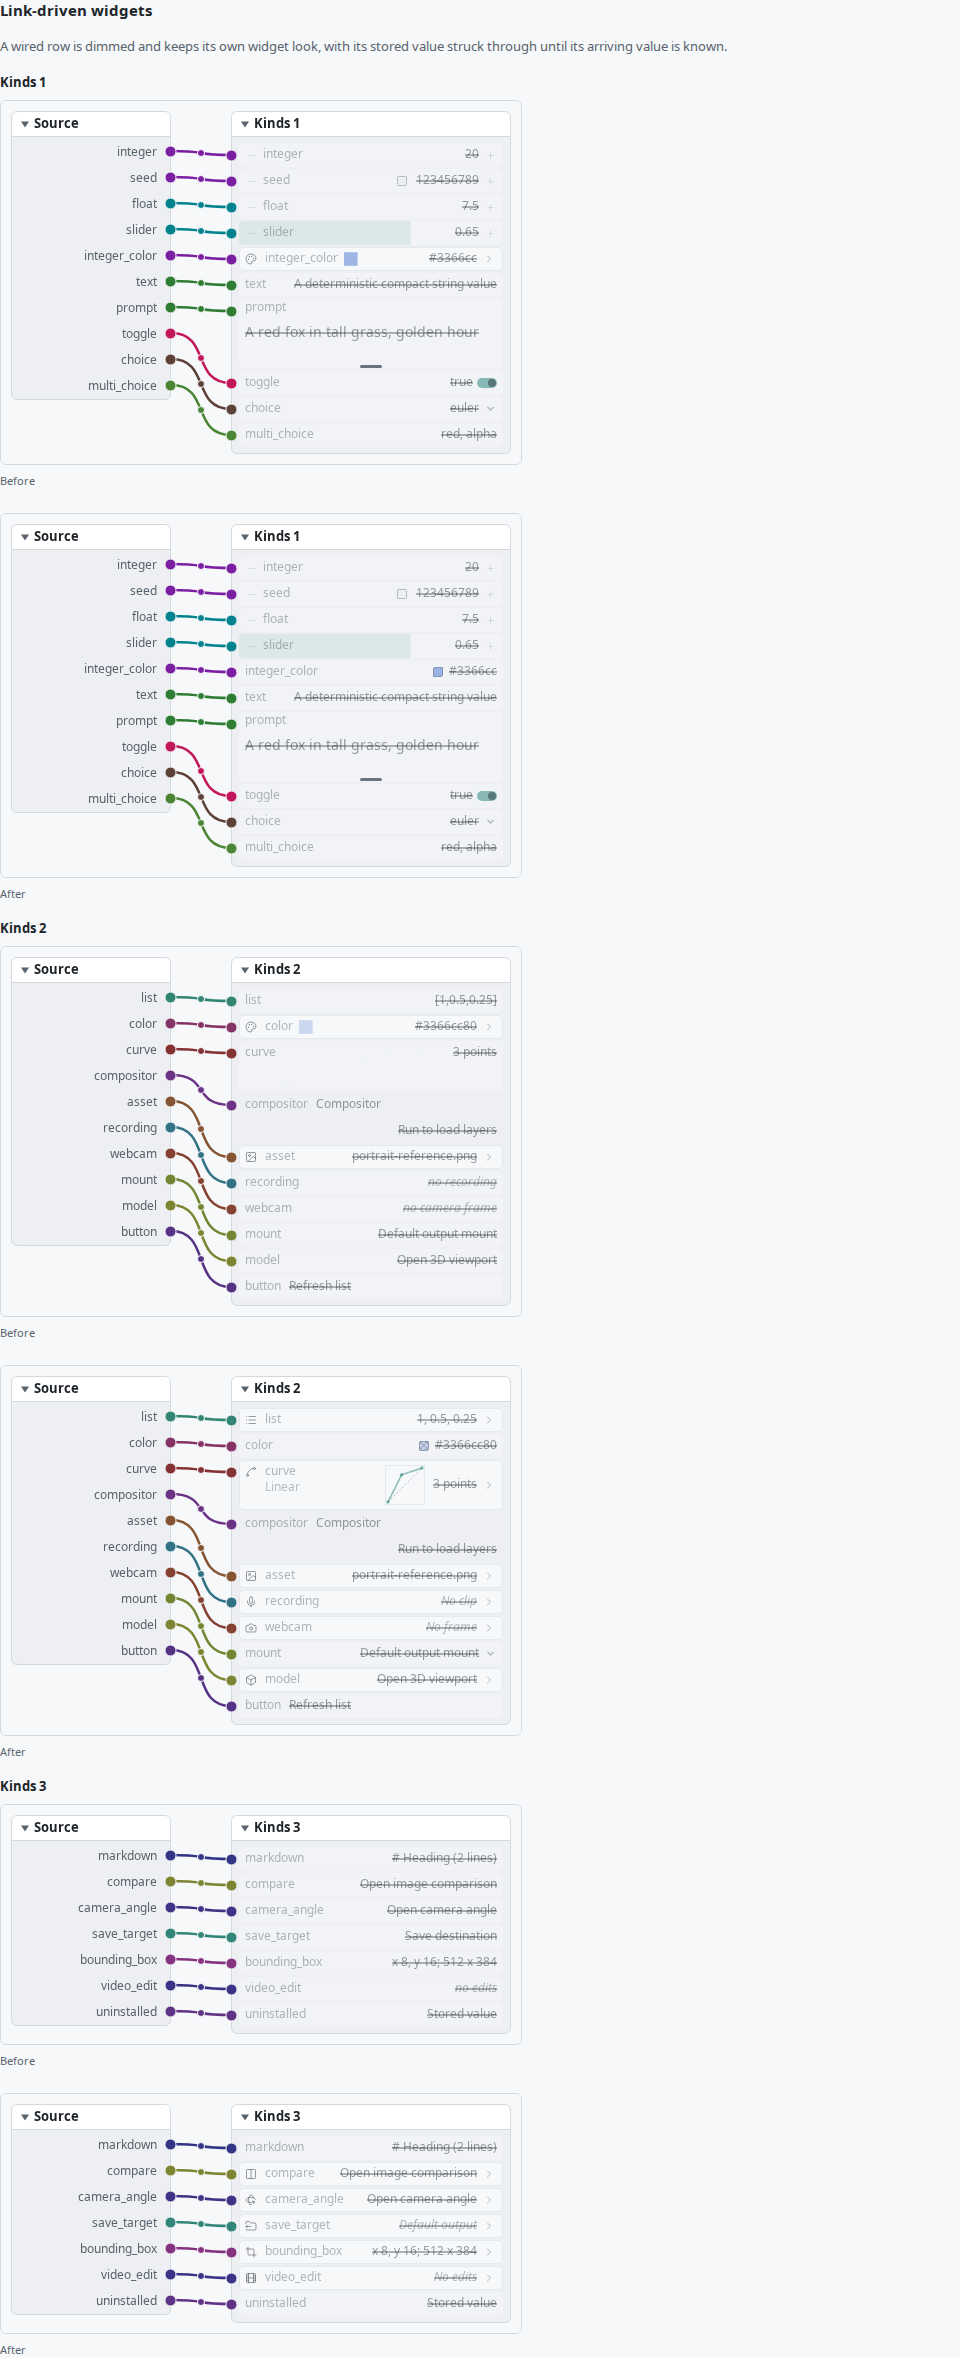 Link-driven widgets
A wired row is dimmed and keeps its own widget look, with its stored value struck through until its arriving value is known.
Kinds 1
Source
integer
seed
float
slider
integer_color
text
prompt
toggle
choice
multi_choice
Kinds 1
integer 20
seed 123456789
float 7.5
slider 0.65
integer_color #3366cc
text A deterministic compact string value
prompt
A red fox in tall grass, golden hour
toggle true
choice euler
multi_choice red, alpha
Before
Source
integer
seed
float
slider
integer_color
text
prompt
toggle
choice
multi_choice
Kinds 1
integer 20
seed 123456789
float 7.5
slider 0.65
integer_color #3366cc
text A deterministic compact string value
prompt
A red fox in tall grass, golden hour
toggle true
choice euler
multi_choice red, alpha
After
Kinds 2
Source
list
color
curve
compositor
asset
recording
webcam
mount
model
button
Kinds 2
list [1,0.5,0.25]
color #3366cc80
curve 3 points
compositor Compositor
Run to load layers
asset portrait-reference.png
recording no recording
webcam no camera frame
mount Default output mount
model Open 3D viewport
button Refresh list
Before
Source
list
color
curve
compositor
asset
recording
webcam
mount
model
button
Kinds 2
list 1, 0.5, 0.25
color #3366cc80
curve 3 points
Linear
compositor Compositor
Run to load layers
asset portrait-reference.png
recording No clip
webcam No frame
mount Default output mount
model Open 3D viewport
button Refresh list
After
Kinds 3
Source
markdown
compare
camera_angle
save_target
bounding_box
video_edit
uninstalled
Kinds 3
markdown # Heading (2 lines)
compare Open image comparison
camera_angle Open camera angle
save_target Save destination
bounding_box x 8, y 16; 512 x 384
video_edit no edits
uninstalled Stored value
Before
Source
markdown
compare
camera_angle
save_target
bounding_box
video_edit
uninstalled
Kinds 3
markdown # Heading (2 lines)
compare Open image comparison
camera_angle Open camera angle
save_target Default output
bounding_box x 8, y 16; 512 x 384
video_edit No edits
uninstalled Stored value
After